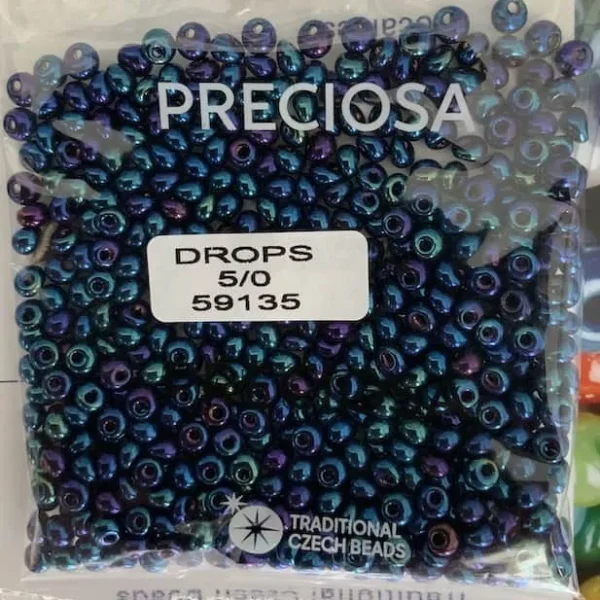 PRECIOSA
DROPS
5/0
59135
TRADITIONAL
CZECH BEADS